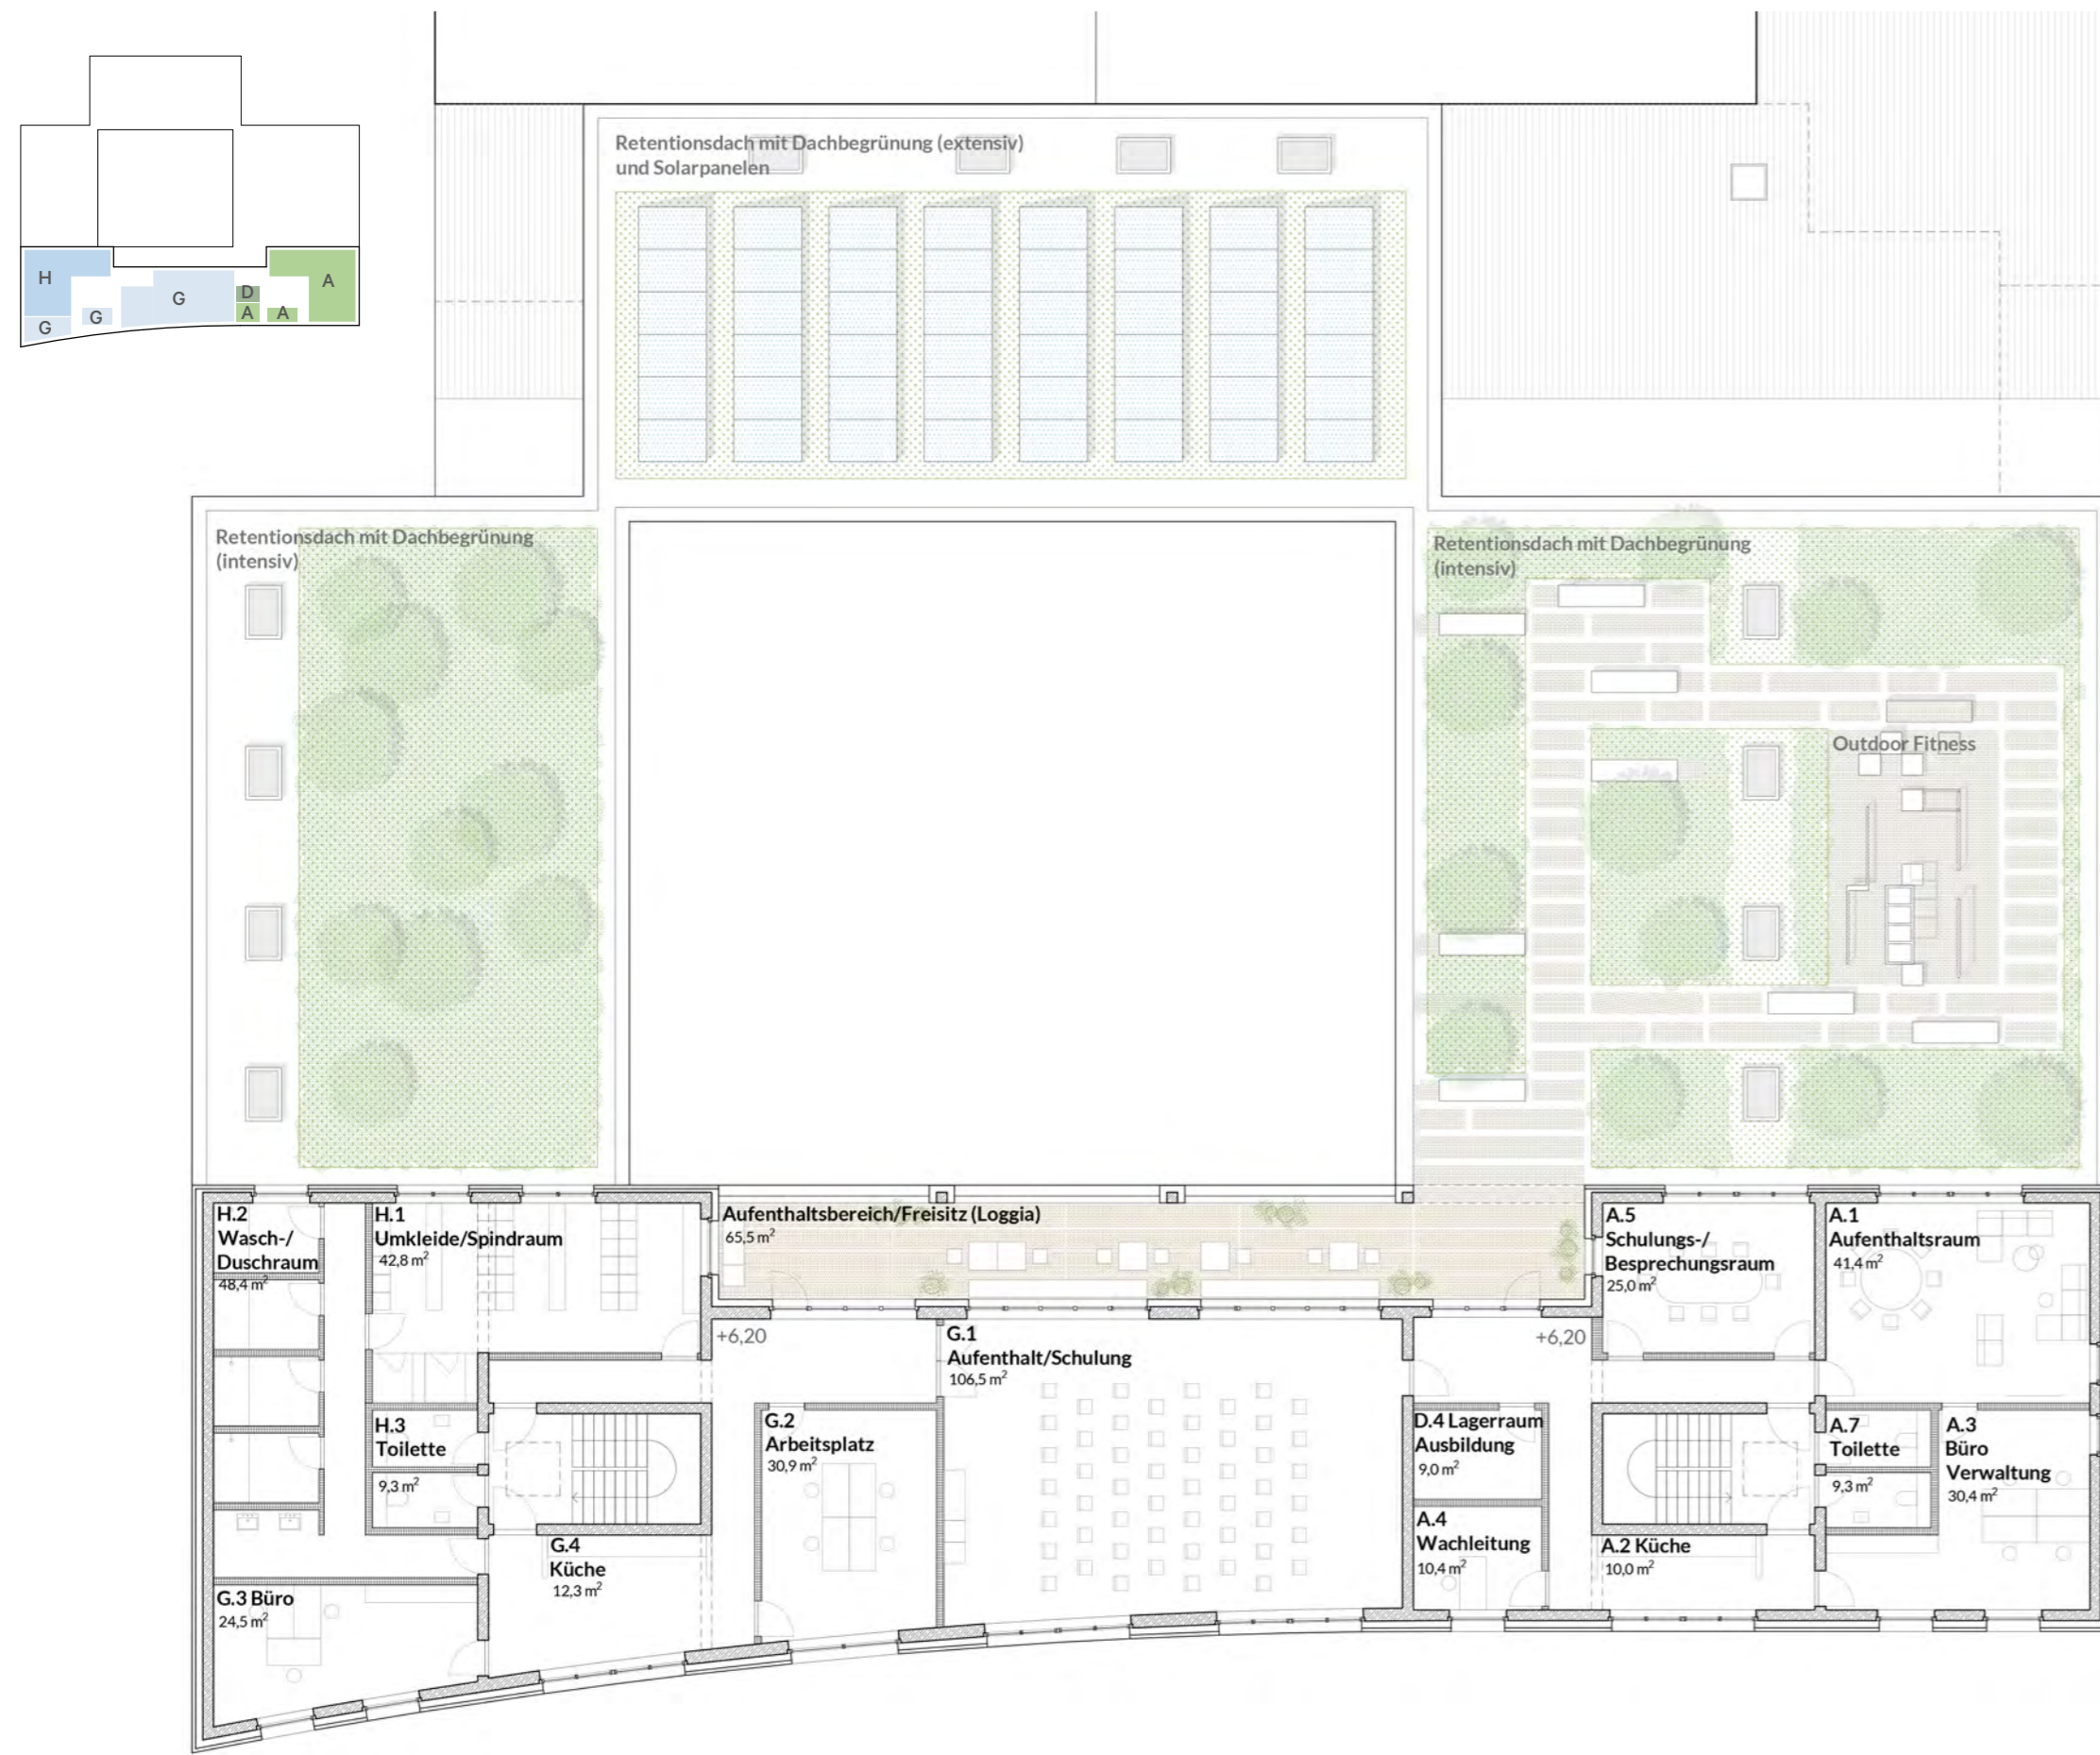 H
G
G
G
D
A
A
A
Retentionsdach mit Dachbegrünung (extensiv)
und Solarpanelen
Retentionsdach mit Dachbegrünung
(intensiv)
Retentionsdach mit Dachbegrünung
(intensiv)
Outdoor Fitness
H.2
Wasch-/
Duschraum
48,4 m²
H.1
Umkleide/Spindraum
42,8 m²
Aufenthaltsbereich/Freisitz (Loggia)
65,5 m²
A.5
Schulungs-/
Besprechungsraum
25,0 m²
A.1
Aufenthaltsraum
41,4 m²
+6,20
G.1
Aufenthalt/Schulung
106,5 m²
+6,20
H.3
Toilette
9,3 m²
G.2
Arbeitsplatz
30,9 m²
D.4 Lagerraum
Ausbildung
9,0 m²
A.7
Toilette
9,3 m²
A.3
Büro
Verwaltung
30,4 m²
G.4
Küche
12,3 m²
A.4
Wachleitung
10,4 m²
A.2 Küche
10,0 m²
G.3 Büro
24,5 m²